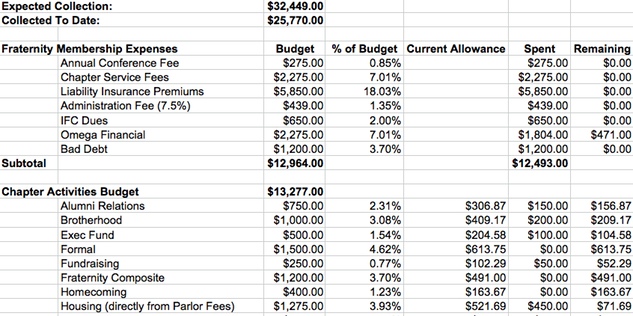 Expected Collection: $32,449.00
Collected To Date: $25,770.00
Fraternity Membership Expenses Budget % of Budget Current Allowance Spent Remaining
Annual Conference Fee $275.00 0.85% $275.00 $0.00
Chapter Service Fees $2,275.00 7.01% $2,275.00 $0.00
Liability Insurance Premiums $5,850.00 18.03% $5,850.00 $0.00
Administration Fee (7.5%) $439.00 1.35% $439.00 $0.00
IFC Dues $650.00 2.00% $650.00 $0.00
Omega Financial $2,275.00 7.01% $1,804.00 $471.00
Bad Debt $1,200.00 3.70% $1,200.00 $0.00
Subtotal $12,964.00 $12,493.00
Chapter Activities Budget $13,277.00
Alumni Relations $750.00 2.31% $306.87 $150.00 $156.87
Brotherhood $1,000.00 3.08% $409.17 $200.00 $209.17
Exec Fund $500.00 1.54% $204.58 $100.00 $104.58
Formal $1,500.00 4.62% $613.75 $0.00 $613.75
Fundraising $250.00 0.77% $102.29 $50.00 $52.29
Fraternity Composite $1,200.00 3.70% $491.00 $0.00 $491.00
Homecoming $400.00 1.23% $163.67 $0.00 $163.67
Housing (directly from Parlor Fees) $1,275.00 3.93% $521.69 $450.00 $71.69